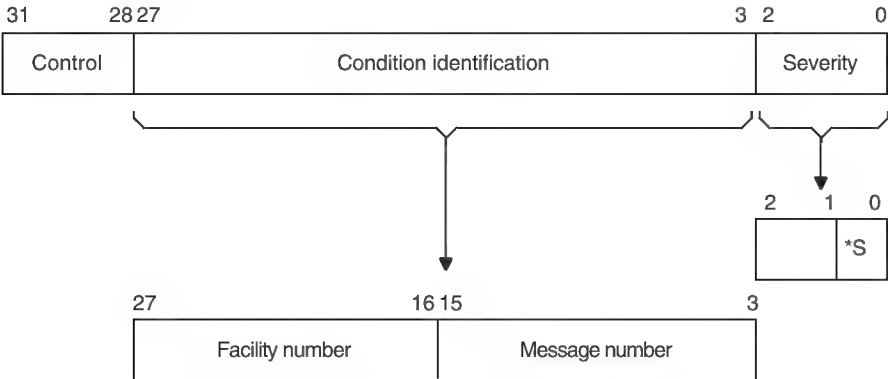 31 28 27 3 2 0
Control Condition identification Severity
2 1 0
*S
27 16 15 3
Facility number Message number